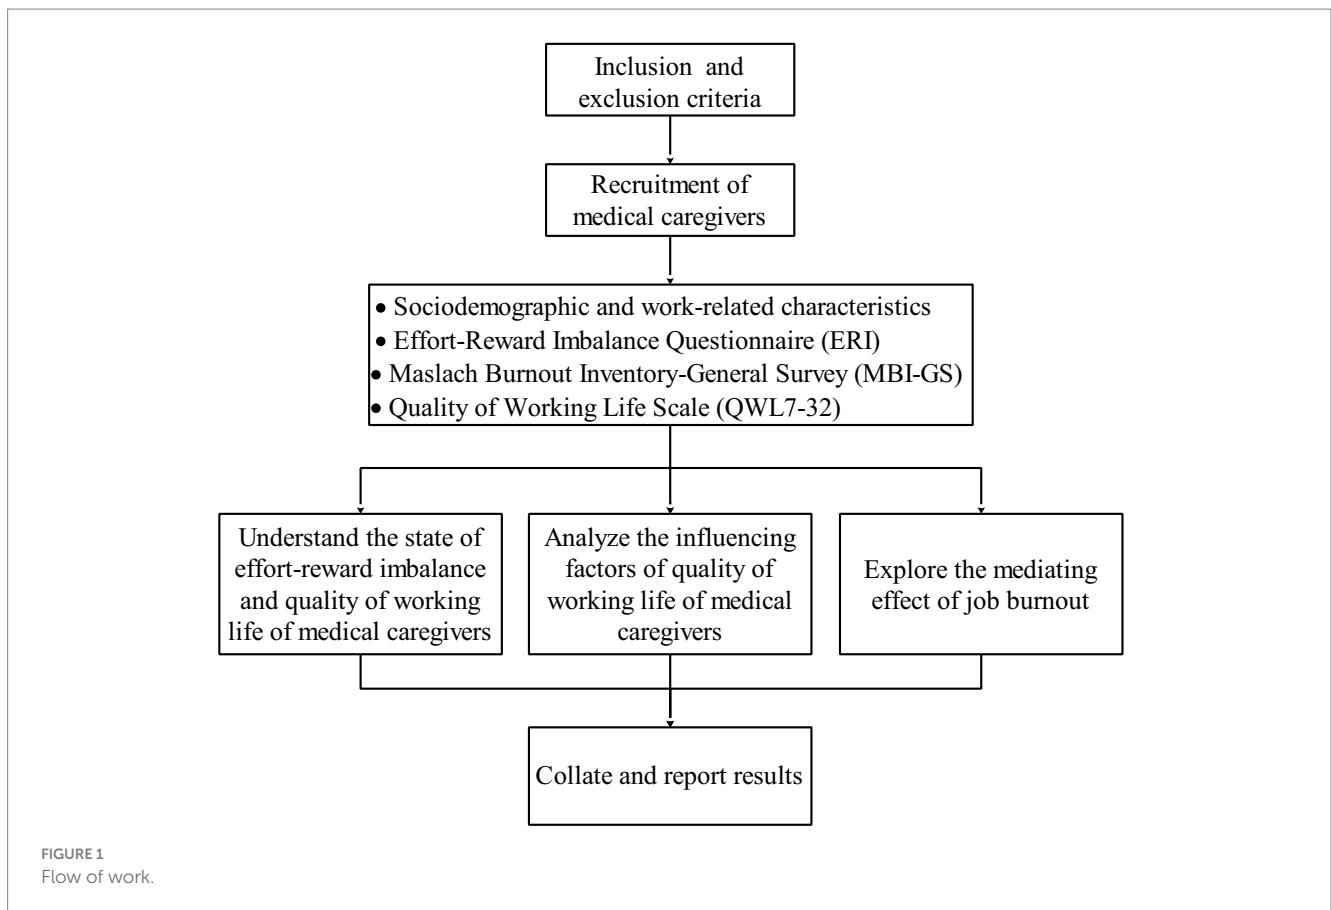 Inclusion and
exclusion criteria
Recruitment of
medical caregivers
• Sociodemographic and work-related characteristics
• Effort-Reward Imbalance Questionnaire (ERI)
• Maslach Burnout Inventory-General Survey (MBI-GS)
• Quality of Working Life Scale (QWL7-32)
Understand the state of
effort-reward imbalance
and quality of working
life of medical caregivers
Analyze the influencing
factors of quality of
working life of medical
caregivers
Explore the mediating
effect of job burnout
Collate and report results
FIGURE 1
Flow of work.